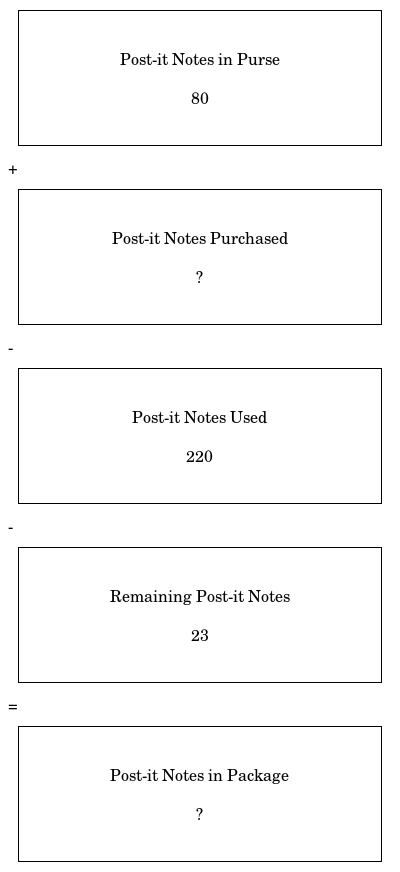 Post-it Notes in Purse
80
+
Post-it Notes Purchased
?
-
Post-it Notes Used
220
-
Remaining Post-it Notes
23
=
Post-it Notes in Package
?